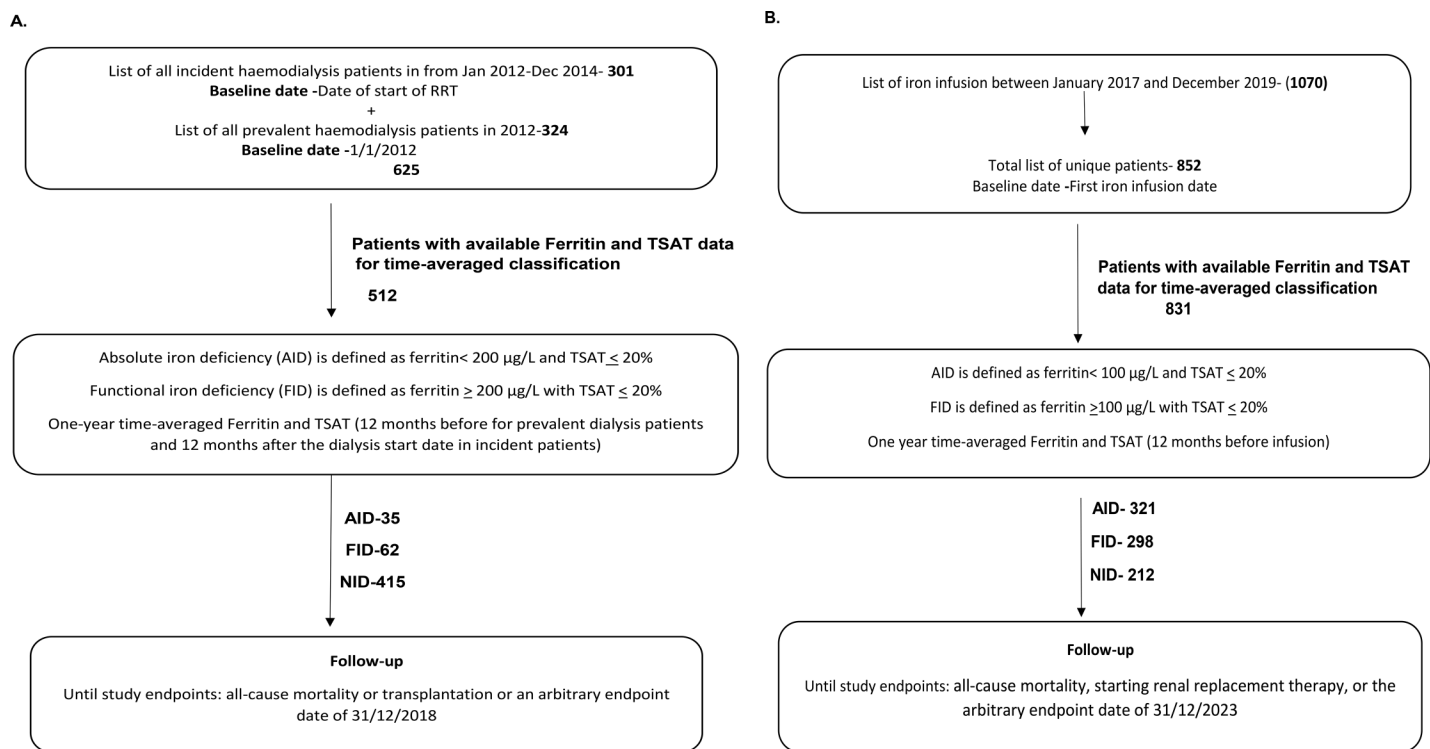 A.
List of all incident haemodialysis patients in from Jan 2012-Dec 2014- 301
Baseline date -Date of start of RRT
+
List of all prevalent haemodialysis patients in 2012-324
Baseline date -1/1/2012
625
Patients with available Ferritin and TSAT data
for time-averaged classification
512
Absolute iron deficiency (AID) is defined as ferritin< 200 µg/L and TSAT ≤ 20%
Functional iron deficiency (FID) is defined as ferritin ≥ 200 µg/L with TSAT ≤ 20%
One-year time-averaged Ferritin and TSAT (12 months before for prevalent dialysis patients
and 12 months after the dialysis start date in incident patients)
AID-35
FID-62
NID-415
Follow-up
Until study endpoints: all-cause mortality or transplantation or an arbitrary endpoint
date of 31/12/2018
B.
List of iron infusion between January 2017 and December 2019- (1070)
Total list of unique patients- 852
Baseline date -First iron infusion date
Patients with available Ferritin and TSAT
data for time-averaged classification
831
AID is defined as ferritin< 100 µg/L and TSAT ≤ 20%
FID is defined as ferritin ≥100 µg/L with TSAT ≤ 20%
One year time-averaged Ferritin and TSAT (12 months before infusion)
AID- 321
FID- 298
NID- 212
Follow-up
Until study endpoints: all-cause mortality, starting renal replacement therapy, or the
arbitrary endpoint date of 31/12/2023